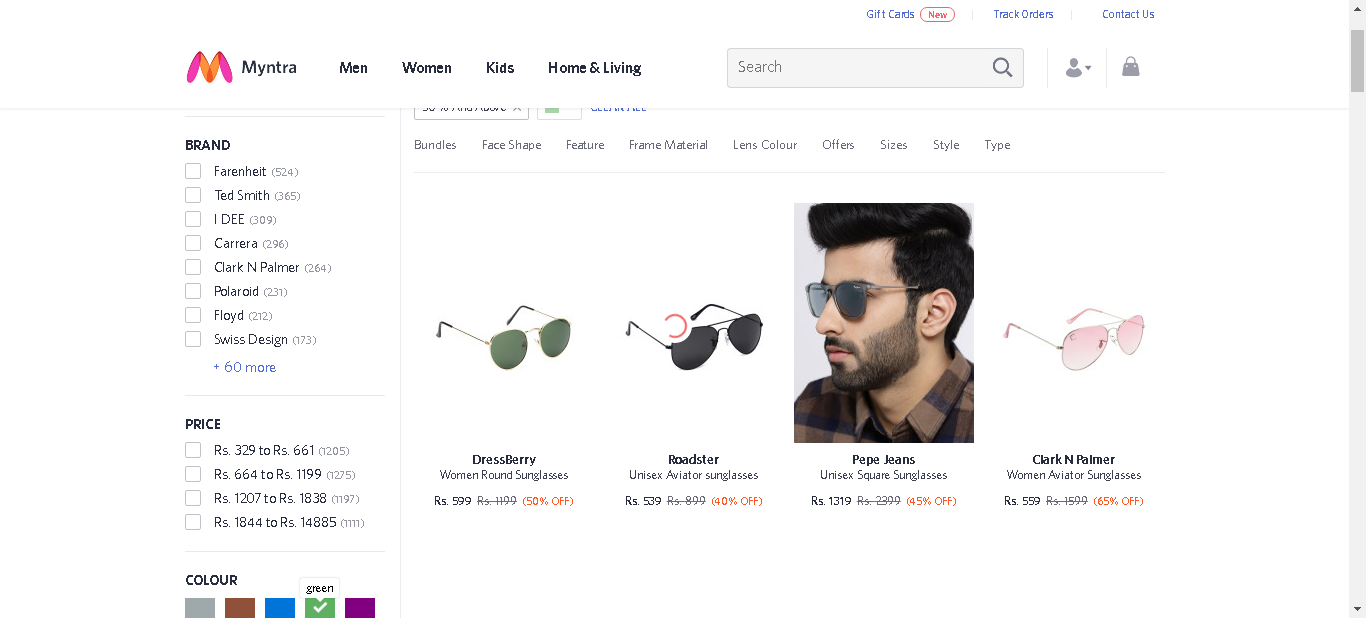 Gift Cards New Track Orders Contact Us
Myntra Men Women Kids Home & Living Search
CLEAR ALL
Bundles Face Shape Feature Frame Material Lens Colour Offers Sizes Style Type
BRAND
Farenheit (524)
Ted Smith (365)
I DEE (309)
Carrera (296)
Clark N Palmer (264)
Polaroid (231)
Floyd (212)
Swiss Design (173)
+ 60 more
PRICE
Rs. 329 to Rs. 661 (1205)
Rs. 664 to Rs. 1199 (1275)
Rs. 1207 to Rs. 1838 (1197)
Rs. 1844 to Rs. 14885 (1111)
COLOUR
green
DressBerry
Women Round Sunglasses
Rs. 599 Rs. 1199 (50% OFF)
Roadster
Unisex Aviator sunglasses
Rs. 539 Rs. 899 (40% OFF)
Pepe Jeans
Unisex Square Sunglasses
Rs. 1319 Rs. 2399 (45% OFF)
Clark N Palmer
Women Aviator Sunglasses
Rs. 559 Rs. 1599 (65% OFF)